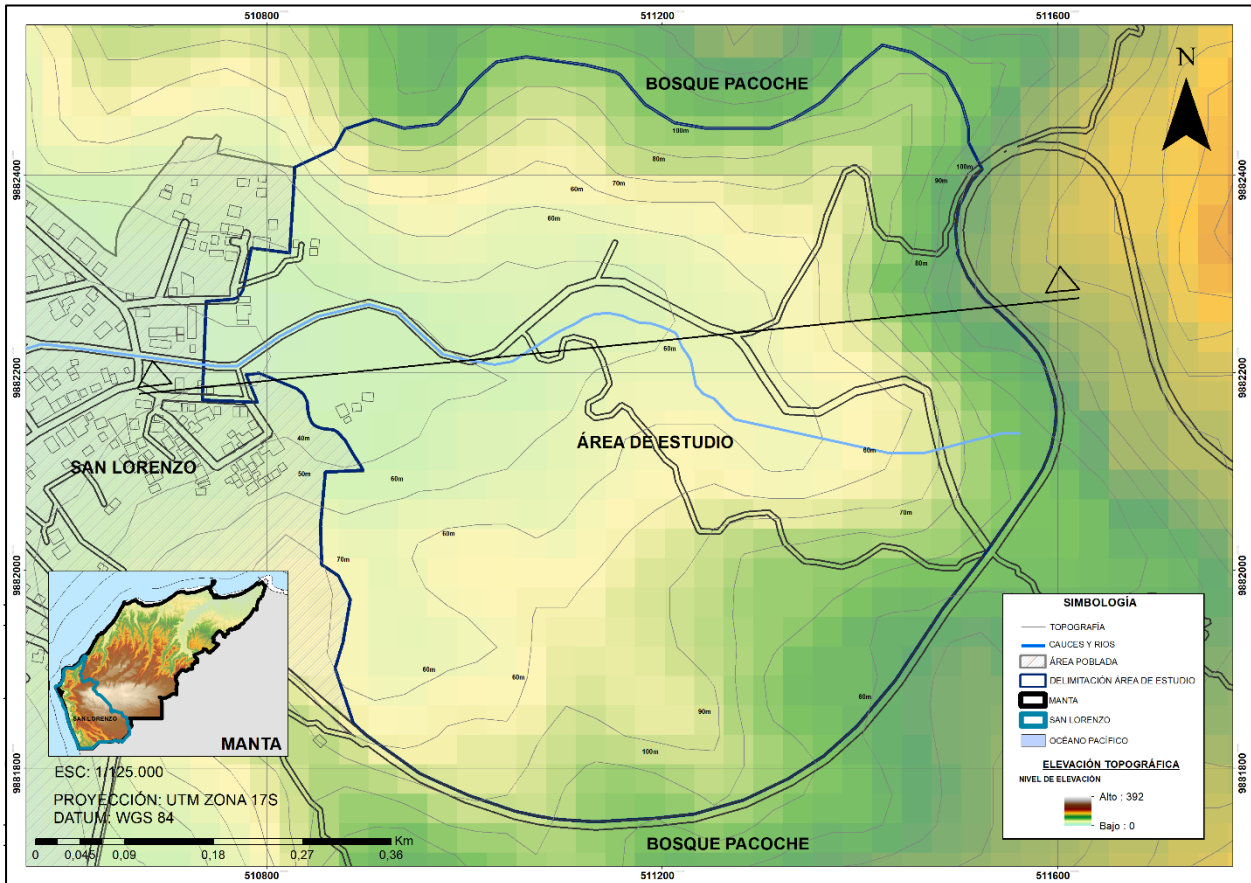 510800
511200
511600
N
BOSQUE PACOCHE
100m
80m
70m
60m
60m
100m
90m
80m
9882400
9882400
60m
9882200
9882200
ÁREA DE ESTUDIO
60m
SAN LORENZO
40m
50m
60m
60m
70m
70m
9882000
9882000
60m
60m
90m
100m
60m
9881800
9881800
SAN LORENZO
MANTA
ESC: 1/125.000
PROYECCIÓN: UTM ZONA 17S
DATUM: WGS 84
Km
0 0,045 0,09 0,18 0,27 0,36
BOSQUE PACOCHE
SIMBOLOGÍA
TOPOGRAFÍA
CAUCES Y RIOS
ÁREA POBLADA
DELIMITACIÓN ÁREA DE ESTUDIO
MANTA
SAN LORENZO
OCÉANO PACÍFICO
ELEVACIÓN TOPOGRÁFICA
NIVEL DE ELEVACIÓN
Alto : 392
Bajo : 0
510800
511200
511600